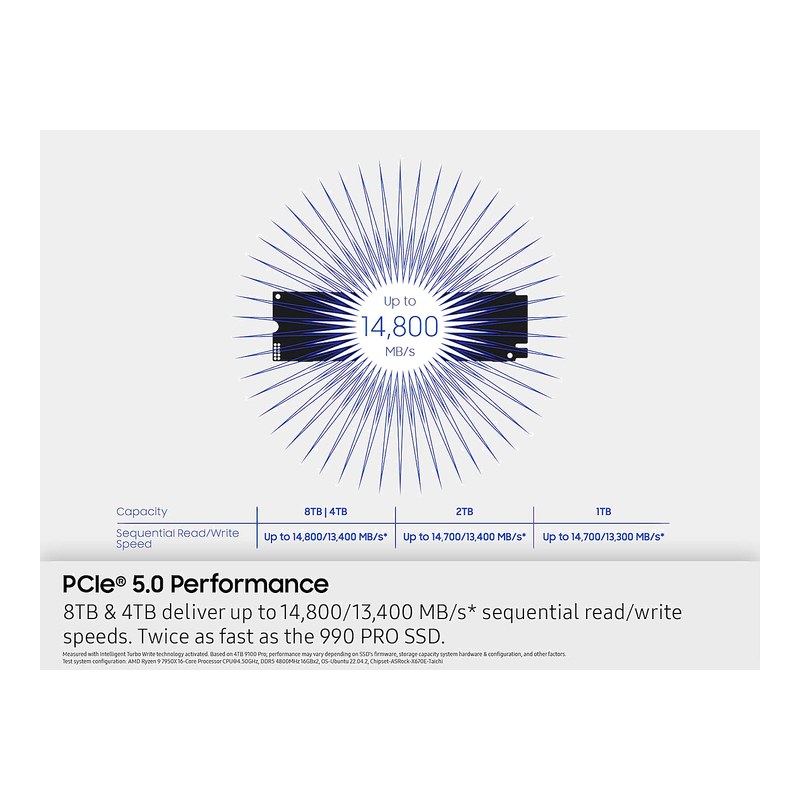 Up to
14,800
MB/s
Capacity 8TB | 4TB 2TB 1TB
Sequential Read/Write Speed Up to 14,800/13,400 MB/s* Up to 14,700/13,400 MB/s* Up to 14,700/13,300 MB/s*
PCIe® 5.0 Performance
8TB & 4TB deliver up to 14,800/13,400 MB/s* sequential read/write
speeds. Twice as fast as the 990 PRO SSD.
Measured with Intelligent Turbo Write technology activated. Based on 4TB 9100 Pro; performance may vary depending on SSD's firmware, storage capacity system hardware & configuration, and other factors.
Test system configuration: AMD Ryzen 9 7950X 16-Core Processor CPU@4.50GHz, DDR5 4800MHz 16GBx2, OS-Ubuntu 22.04.2, Chipset-ASRock-X670E-Taichi